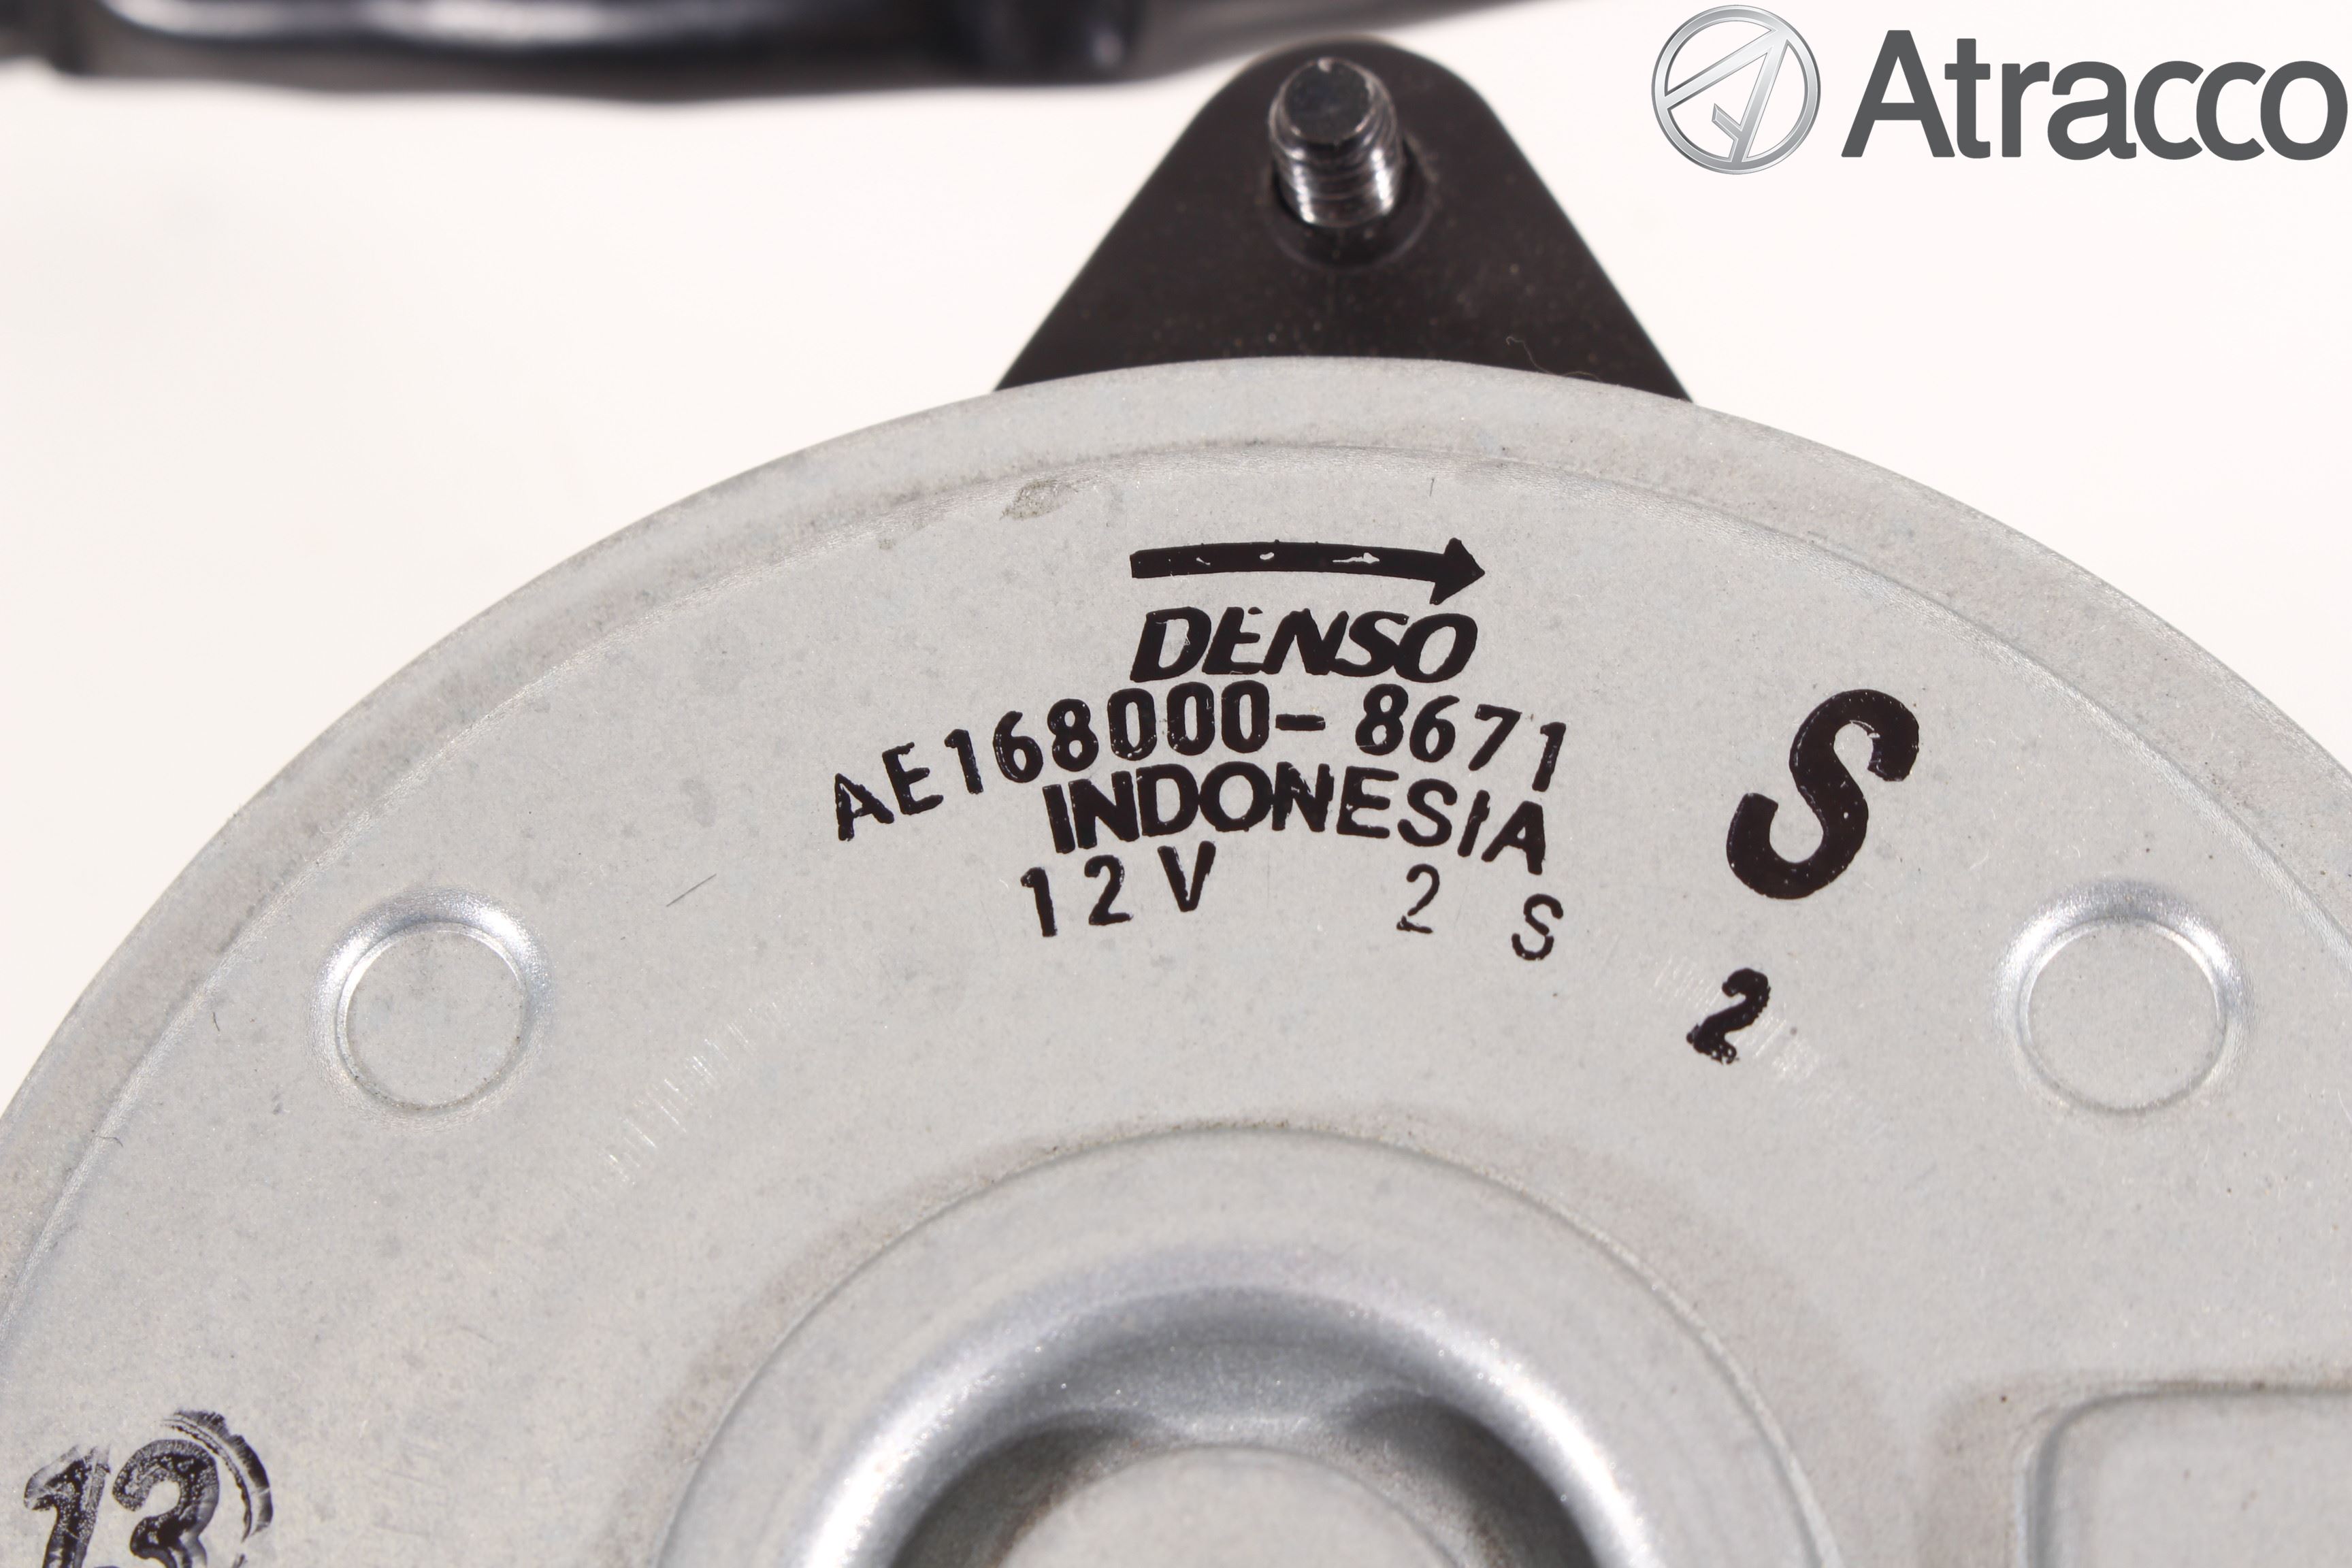 Atracco
DENSO
AE168000-8671
INDONESIA
12V 2 S
S
2
13